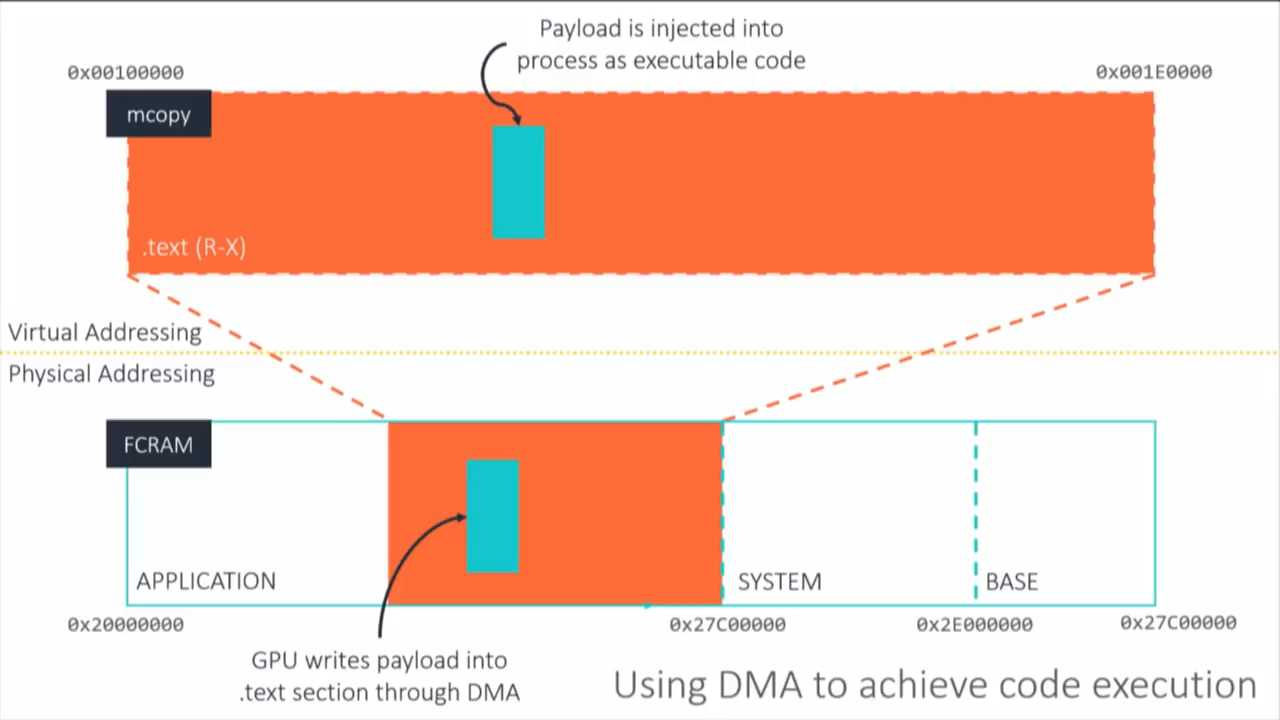 Payload is injected into
process as executable code
0x00100000
0x001E0000
mcopy
.text (R-X)
Virtual Addressing
Physical Addressing
FCRAM
APPLICATION
SYSTEM
BASE
0x20000000
0x27C00000
0x2E000000
0x27C00000
GPU writes payload into
.text section through DMA
Using DMA to achieve code execution